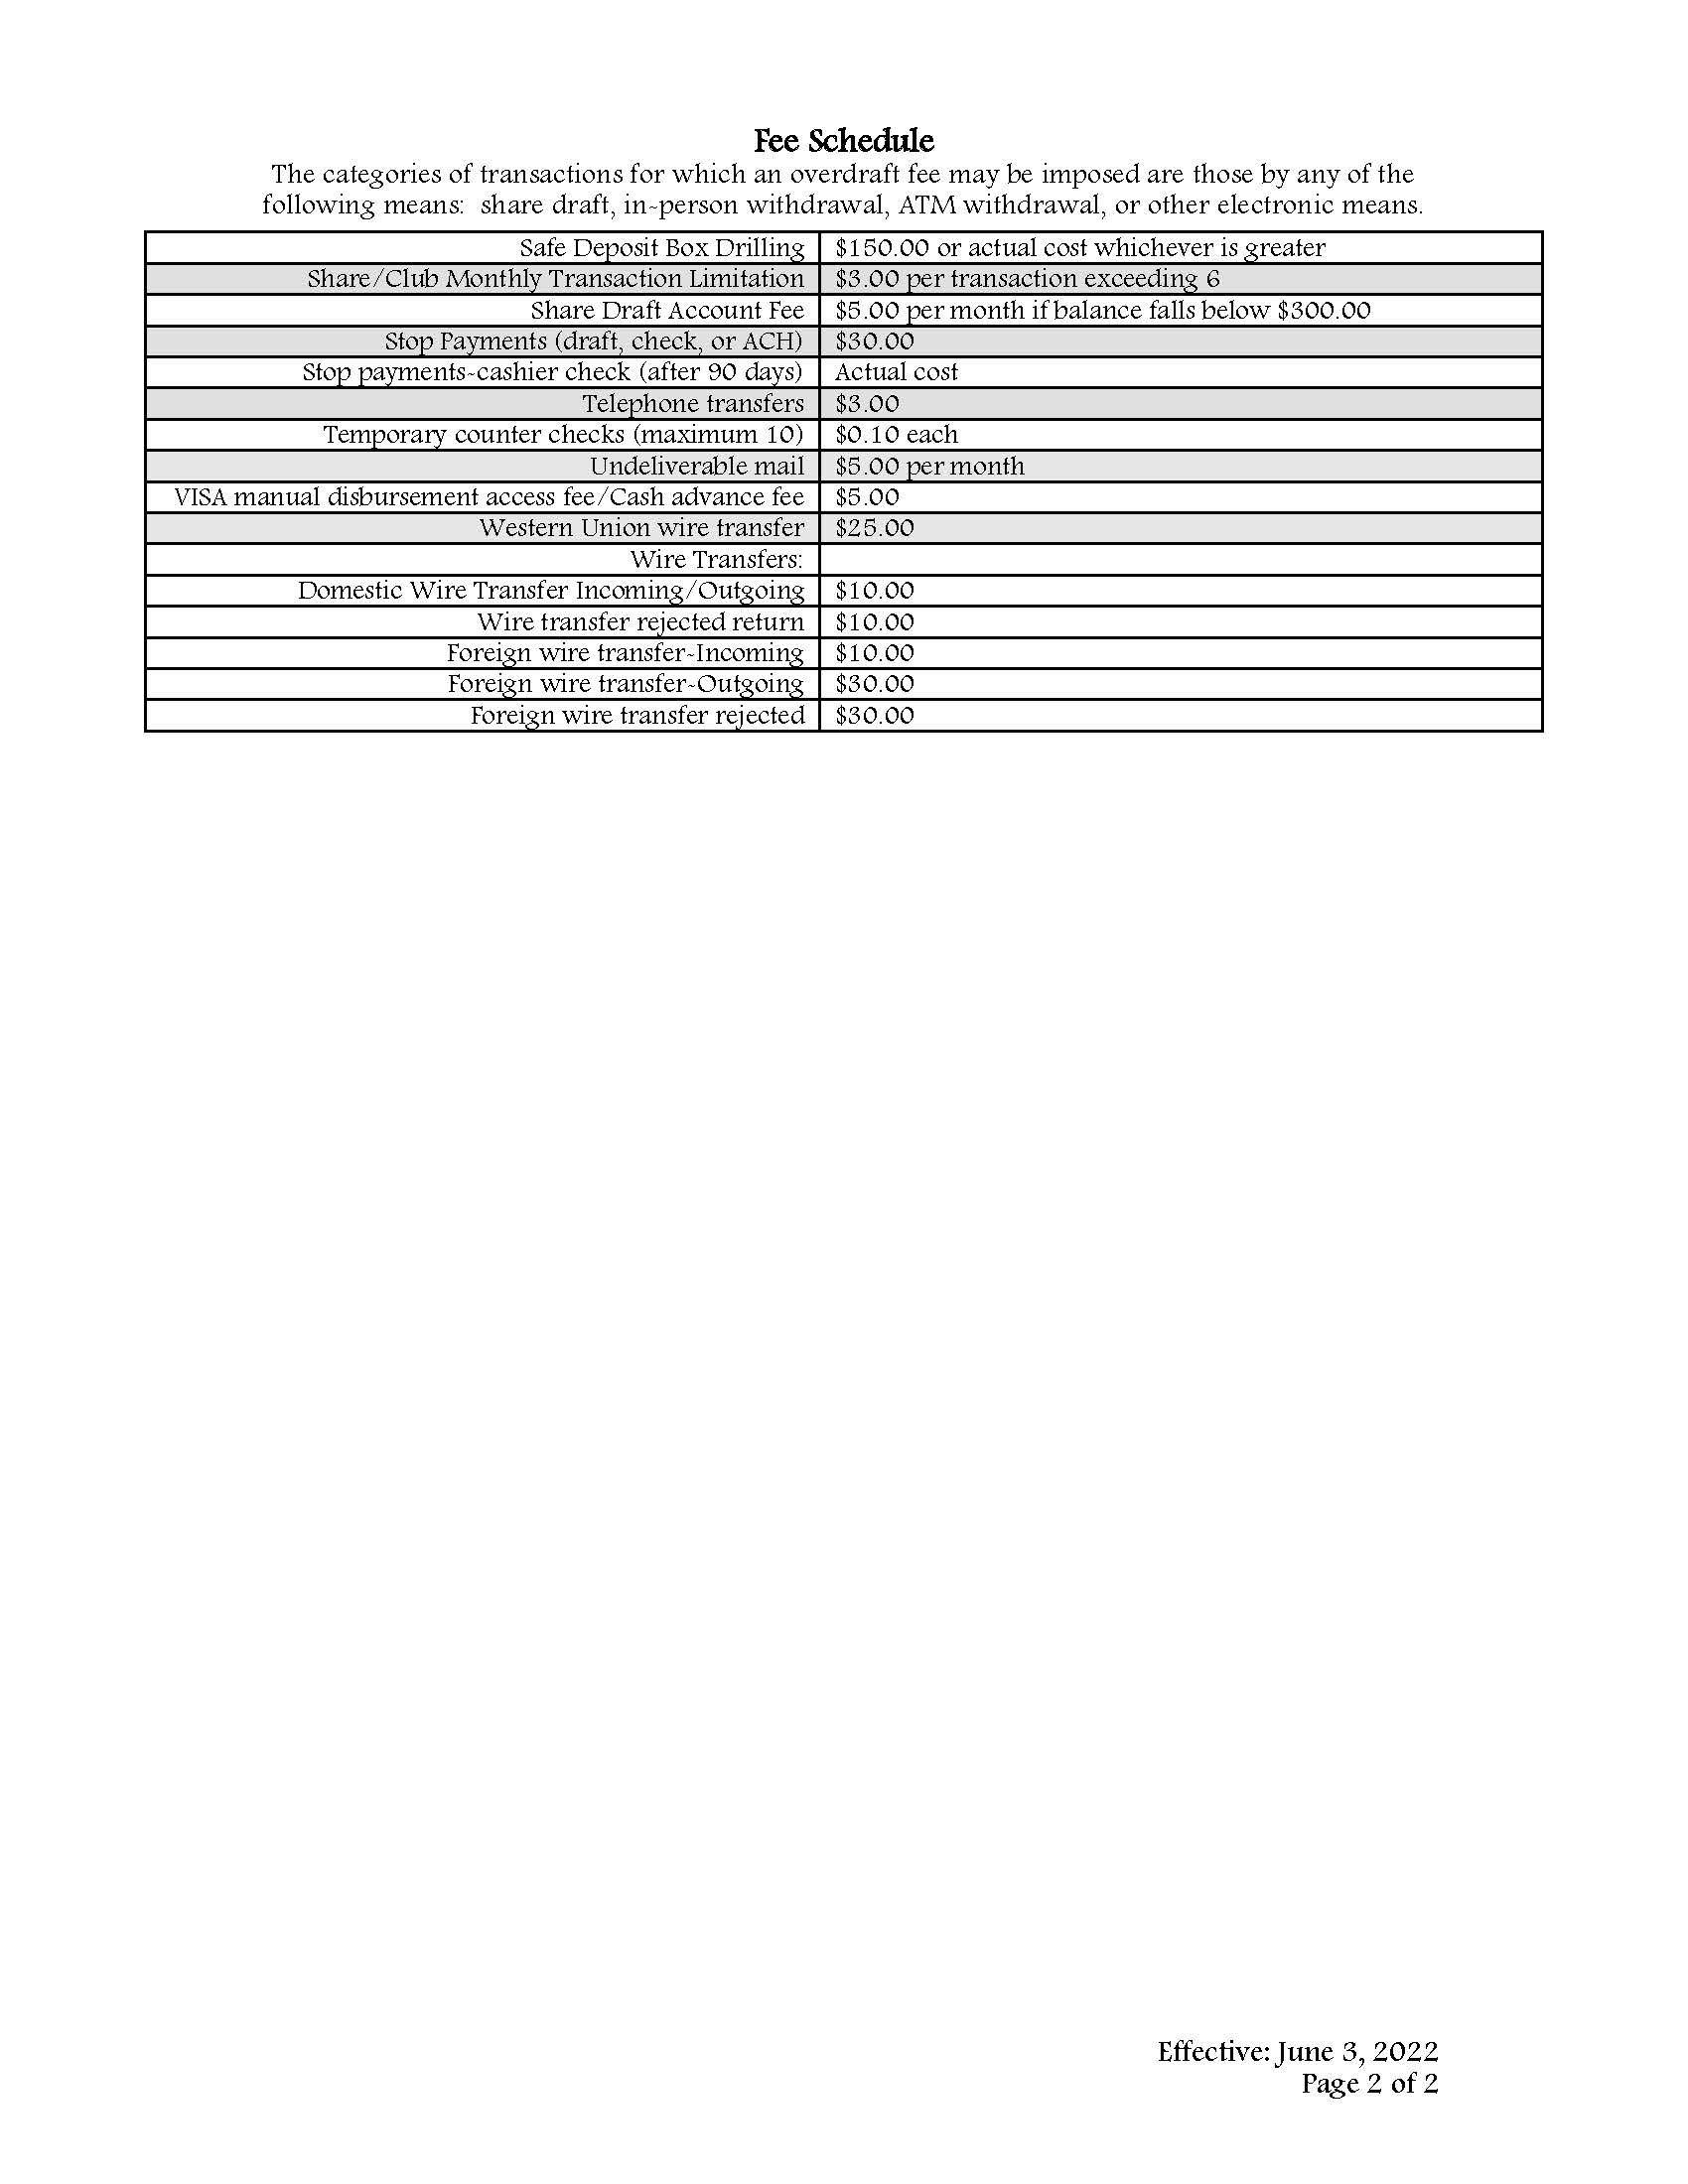 Fee Schedule
The categories of transactions for which an overdraft fee may be imposed are those by any of the
following means:  share draft, in-person withdrawal, ATM withdrawal, or other electronic means.
Safe Deposit Box Drilling $150.00 or actual cost whichever is greater
Share/Club Monthly Transaction Limitation $3.00 per transaction exceeding 6
Share Draft Account Fee $5.00 per month if balance falls below $300.00
Stop Payments (draft, check, or ACH) $30.00
Stop payments-cashier check (after 90 days) Actual cost
Telephone transfers $3.00
Temporary counter checks (maximum 10) $0.10 each
Undeliverable mail $5.00 per month
VISA manual disbursement access fee/Cash advance fee $5.00
Western Union wire transfer $25.00
Wire Transfers:
Domestic Wire Transfer Incoming/Outgoing $10.00
Wire transfer rejected return $10.00
Foreign wire transfer-Incoming $10.00
Foreign wire transfer-Outgoing $30.00
Foreign wire transfer rejected $30.00
Effective: June 3, 2022
Page 2 of 2